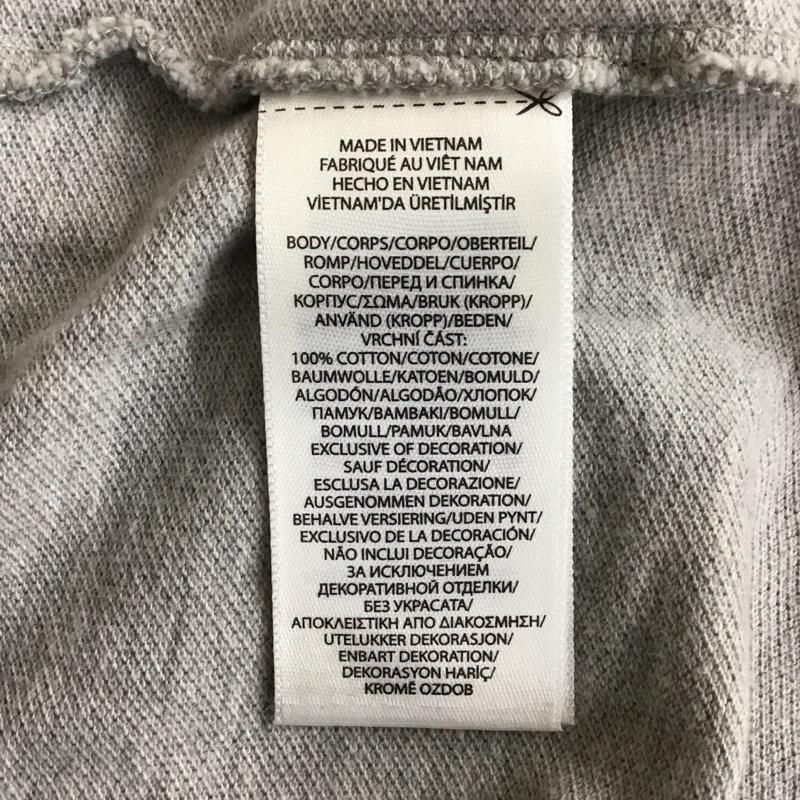 MADE IN VIETNAM
FABRIQUÉ AU VIÊT NAM
HECHO EN VIETNAM
VİETNAM'DA ÜRETİLMİŞTİR
BODY/CORPS/CORPO/OBERTEIL/
ROMP/HOVEDDEL/CUERPO/
CORPO/ПЕРЕД И СПИНКА/
КОРПУС/ΣΩΜΑ/BRUK (KROPP)/
ANVÄND (KROPP)/BEDEN/
VRCHNÍ ČÁST:
100% COTTON/COTON/COTONE/
BAUMWOLLE/KATOEN/BOMULD/
ALGODÓN/ALGODÃO/ХЛОПОК/
ПАМУК/ΒΑΜΒΑΚΙ/BOMULL/
BOMULL/PAMUK/BAVLNA
EXCLUSIVE OF DECORATION/
SAUF DÉCORATION/
ESCLUSA LA DECORAZIONE/
AUSGENOMMEN DEKORATION/
BEHALVE VERSIERING/UDEN PYNT/
EXCLUSIVO DE LA DECORACIÓN/
NÃO INCLUI DECORAÇÃO/
ЗА ИСКЛЮЧЕНИЕМ
ДЕКОРАТИВНОЙ ОТДЕЛКИ/
БЕЗ УКРАСАТА/
ΑΠΟΚΛΕΙΣΤΙΚΗ ΑΠΟ ΔΙΑΚΟΣΜΗΣΗ/
UTELUKKER DEKORASJON/
ENBART DEKORATION/
DEKORASYON HARİÇ/
KROMĚ OZDOB